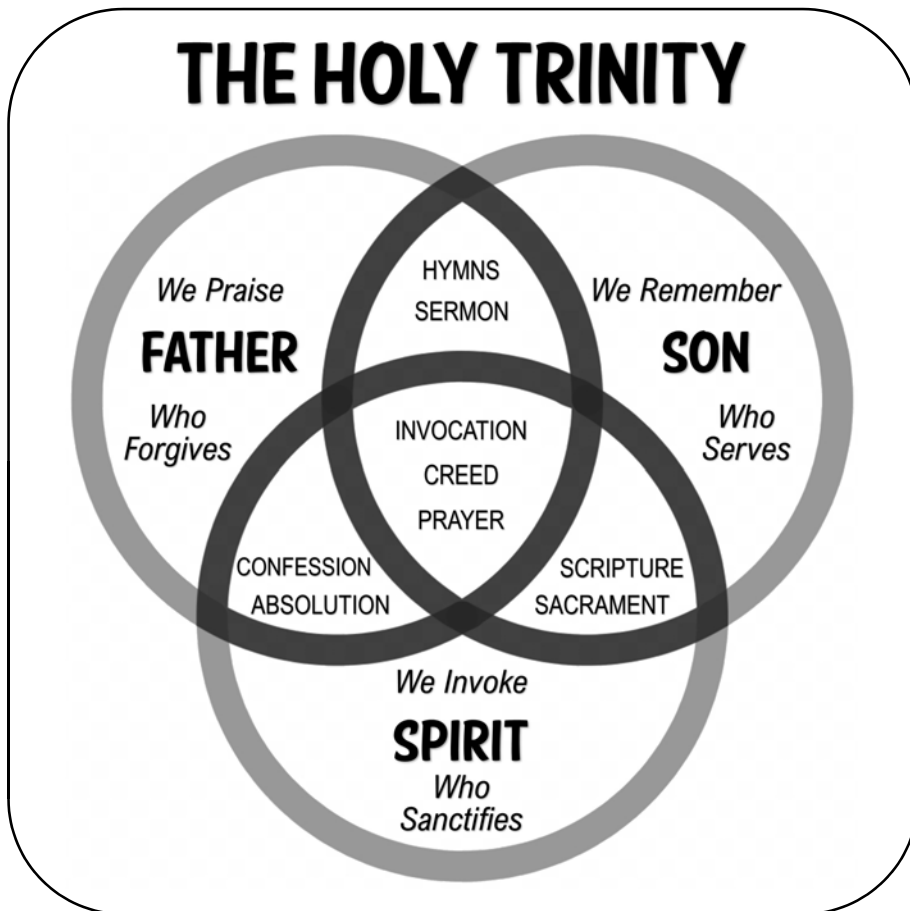 THE HOLY TRINITY
HYMNS
SERMON
We Praise
FATHER
Who
Forgives
We Remember
SON
Who
Serves
INVOCATION
CREED
PRAYER
CONFESSION
ABSOLUTION
SCRIPTURE
SACRAMENT
We Invoke
SPIRIT
Who
Sanctifies